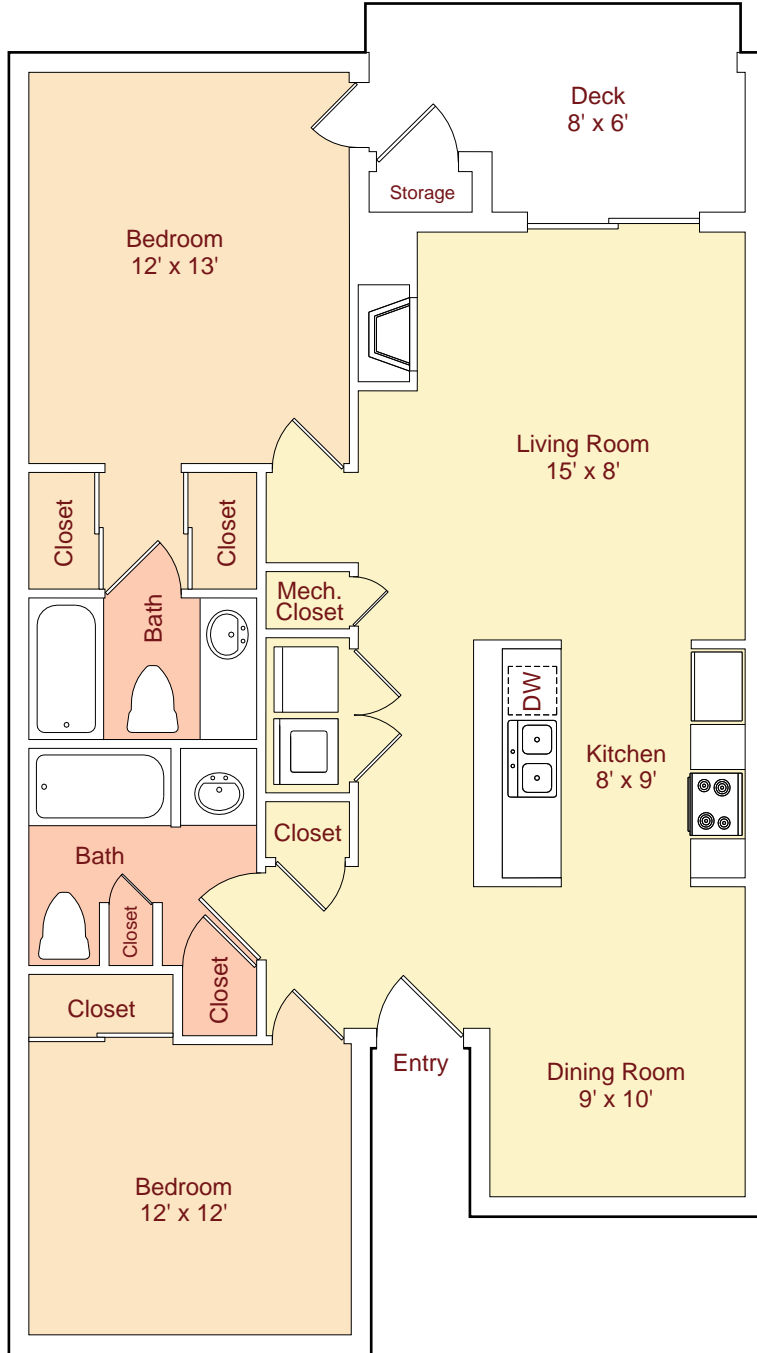 Deck
8' x 6'
Storage
Bedroom
12' x 13'
Living Room
15' x 8'
Closet
Closet
Mech.
Closet
Bath
DW
Kitchen
8' x 9'
Closet
Bath
Closet
Closet
Closet
Entry
Dining Room
9' x 10'
Bedroom
12' x 12'